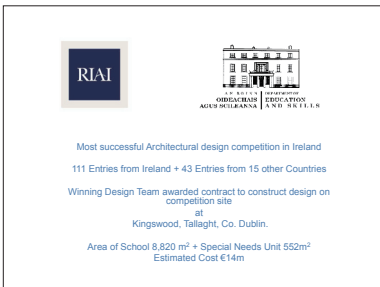 RIAI
AN ROINN DEPARTMENT OF
OIDEACHAIS EDUCATION
AGUS SCILEANNA AND SKILLS
Most successful Architectural design competition in Ireland
111 Entries from Ireland + 43 Entries from 15 other Countries
Winning Design Team awarded contract to construct design on
competition site
at
Kingswood, Tallaght, Co. Dublin.
Area of School 8,820 m² + Special Needs Unit 552m²
Estimated Cost €14m